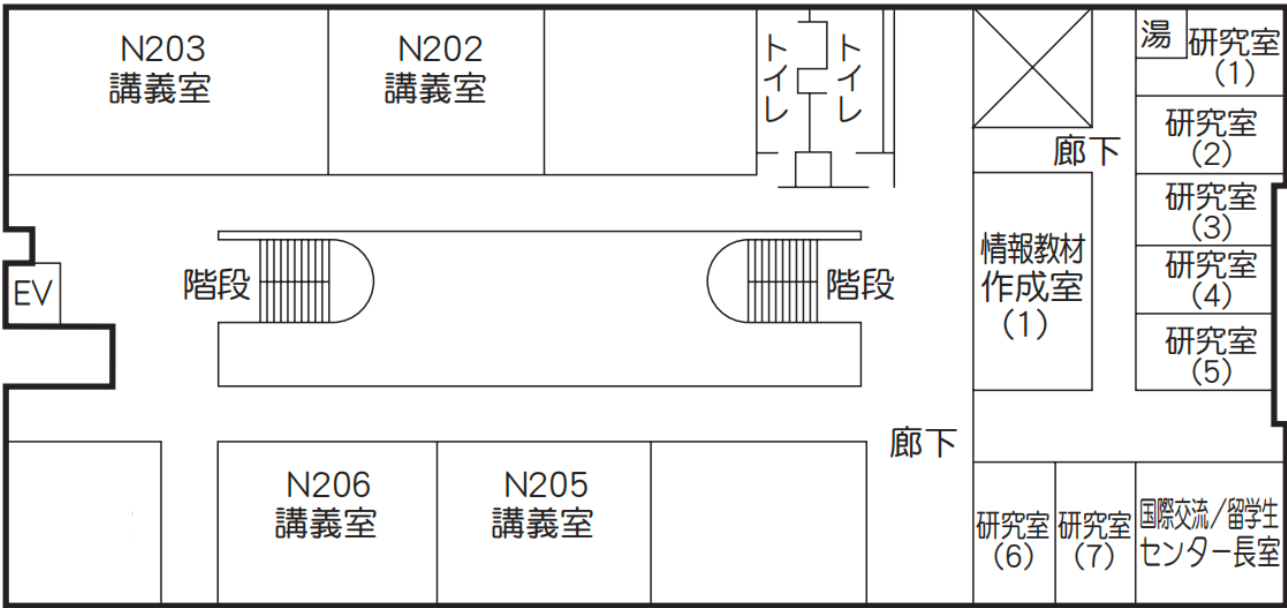 N203
講義室
N202
講義室
トイレ
トイレ
湯
研究室
(1)
廊下
研究室
(2)
研究室
(3)
情報教材
作成室
(1)
研究室
(4)
EV
階段
階段
研究室
(5)
廊下
N206
講義室
N205
講義室
研究室
(6)
研究室
(7)
国際交流/留学生
センター長室